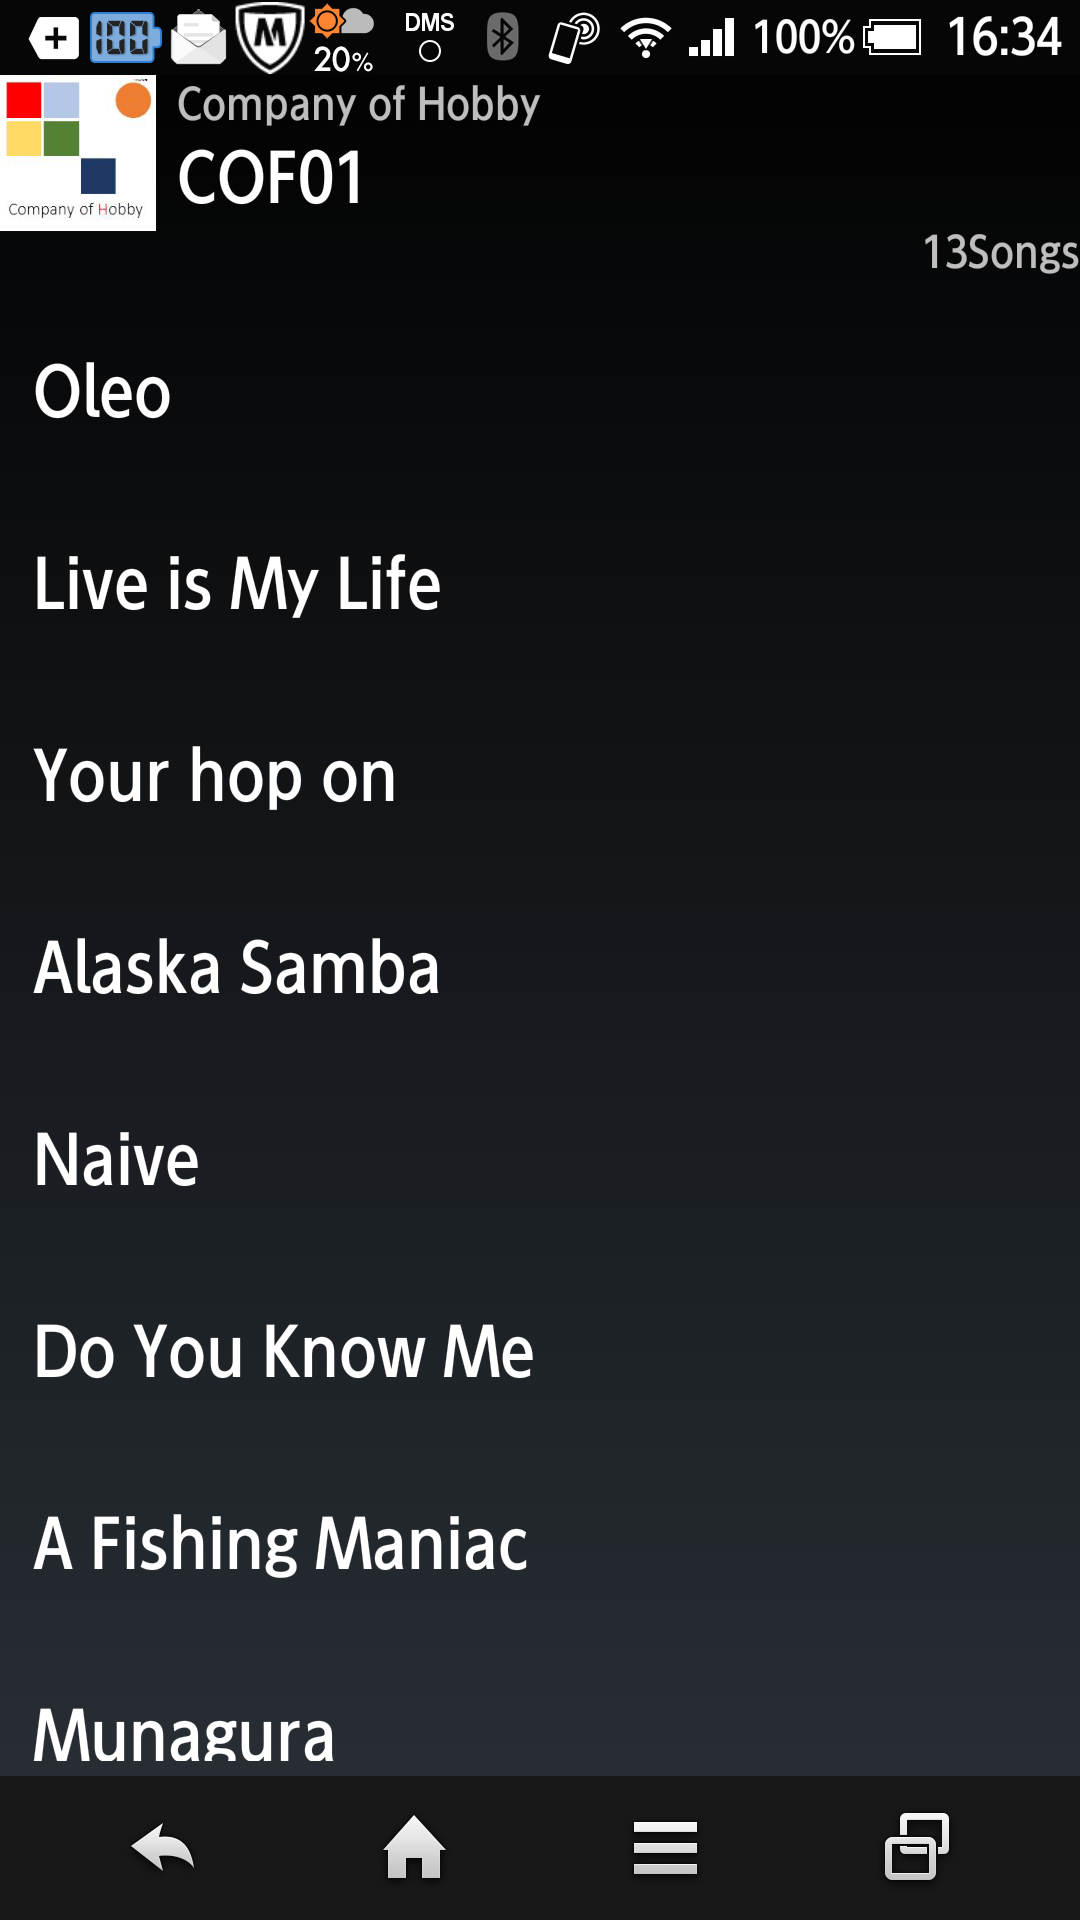 100 20% DMS 100% 16:34
Company of Hobby
COF01
Company of Hobby
13Songs
Oleo
Live is My Life
Your hop on
Alaska Samba
Naive
Do You Know Me
A Fishing Maniac
Munagura